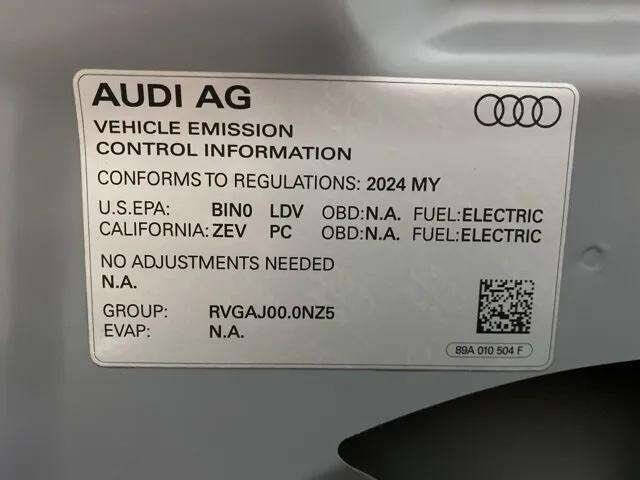 AUDI AG
VEHICLE EMISSION
CONTROL INFORMATION
CONFORMS TO REGULATIONS: 2024 MY
U.S.EPA: BIN0 LDV OBD:N.A. FUEL:ELECTRIC
CALIFORNIA: ZEV PC OBD:N.A. FUEL:ELECTRIC
NO ADJUSTMENTS NEEDED
N.A.
GROUP: RVGAJ00.0NZ5
EVAP: N.A.
89A 010 504 F